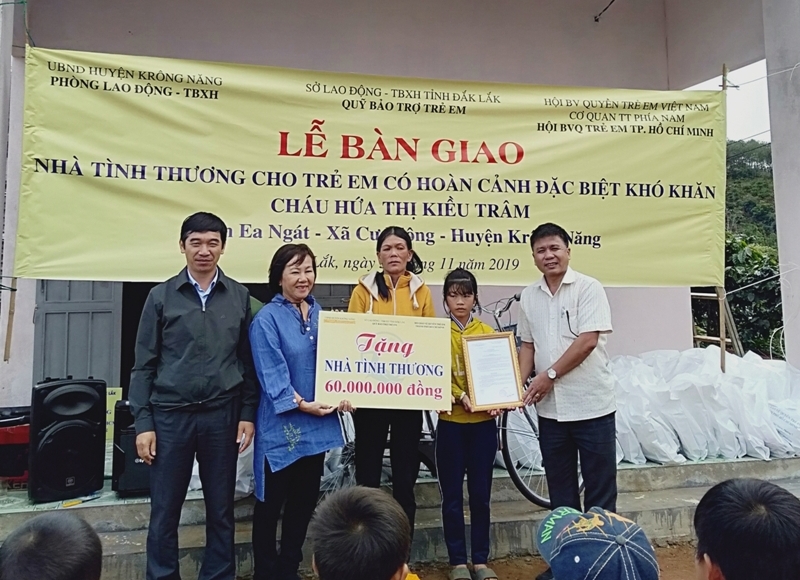 UBND HUYỆN KRÔNG NĂNG
PHÒNG LAO ĐỘNG - TBXH
SỞ LAO ĐỘNG - TBXH TỈNH ĐẮK LẮK
QUỸ BẢO TRỢ TRẺ EM
HỘI BV QUYỀN TRẺ EM VIỆT NAM
CƠ QUAN TT PHÍA NAM
HỘI BVQ TRẺ EM TP. HỒ CHÍ MINH
LỄ BÀN GIAO
NHÀ TÌNH THƯƠNG CHO TRẺ EM CÓ HOÀN CẢNH ĐẶC BIỆT KHÓ KHĂN
CHÁU HỨA THỊ KIỀU TRÂM
Ea Ngát - Xã - Huyện Năng
Lắk, ngày 11 năm 2019
Tặng
NHÀ TÌNH THƯƠNG
60.000.000 đồng